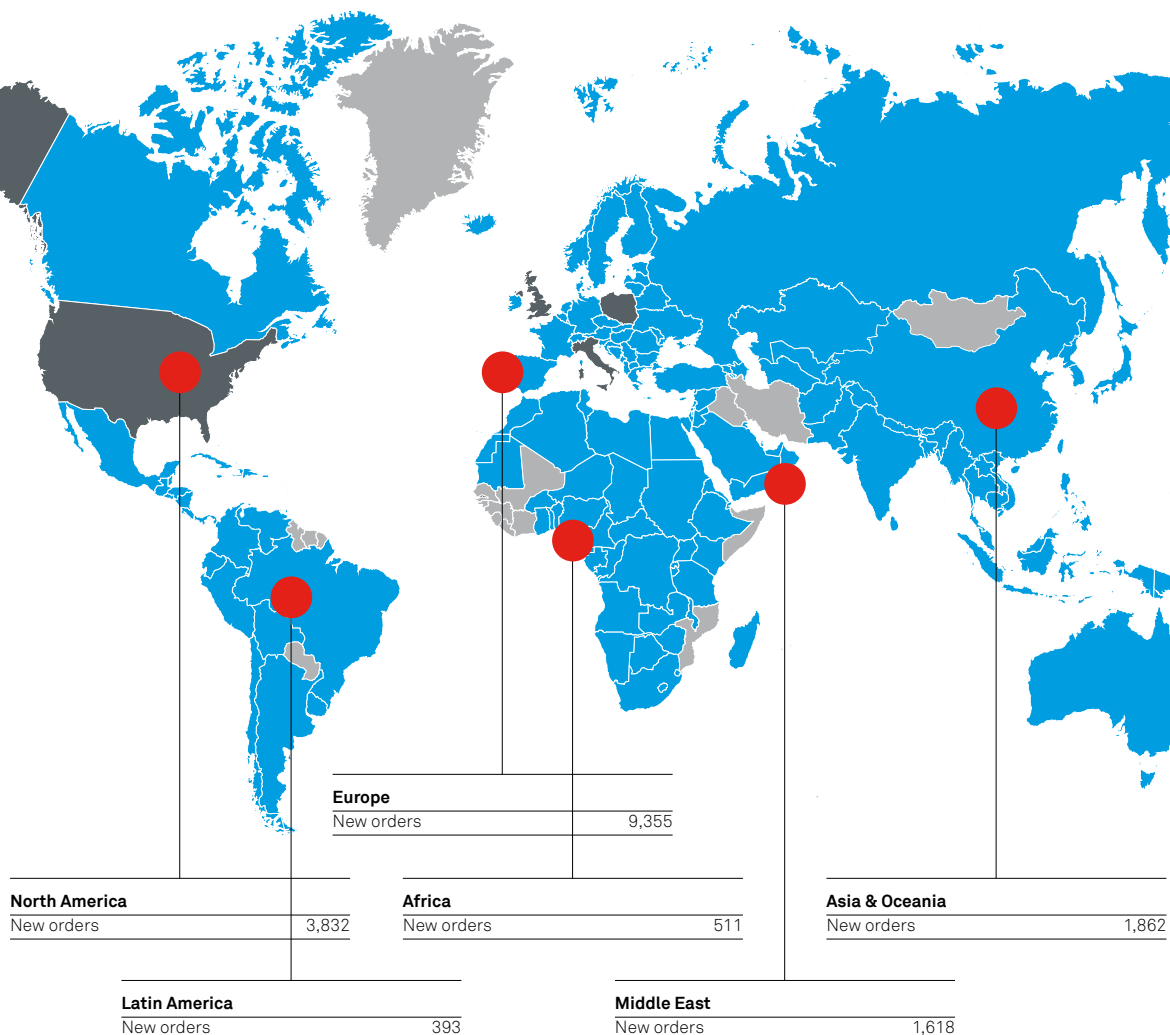 Europe
New orders 9,355
North America
New orders 3,832
Africa
New orders 511
Asia & Oceania
New orders 1,862
Latin America
New orders 393
Middle East
New orders 1,618